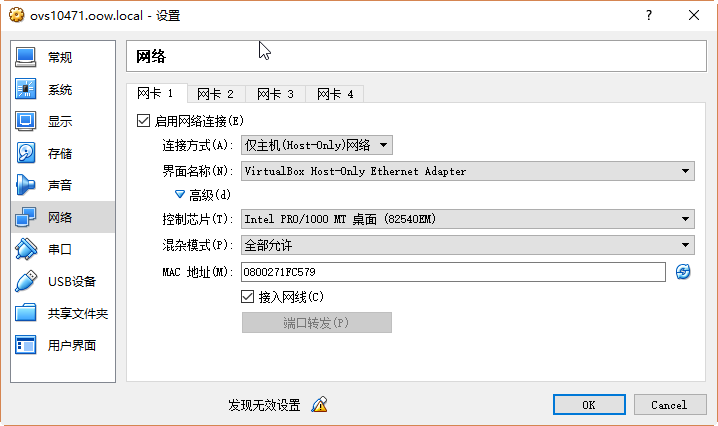 ovs10471.oow.local - 设置
常规
系统
显示
存储
声音
网络
串口
USB设备
共享文件夹
用户界面
网络
网卡 1 网卡 2 网卡 3 网卡 4
启用网络连接(E)
连接方式(A): 仅主机(Host-Only)网络
界面名称(N): VirtualBox Host-Only Ethernet Adapter
高级(d)
控制芯片(T): Intel PRO/1000 MT 桌面 (82540EM)
混杂模式(P): 全部允许
MAC 地址(M): 0800271FC579
接入网线(C)
端口转发(P)
发现无效设置
OK Cancel